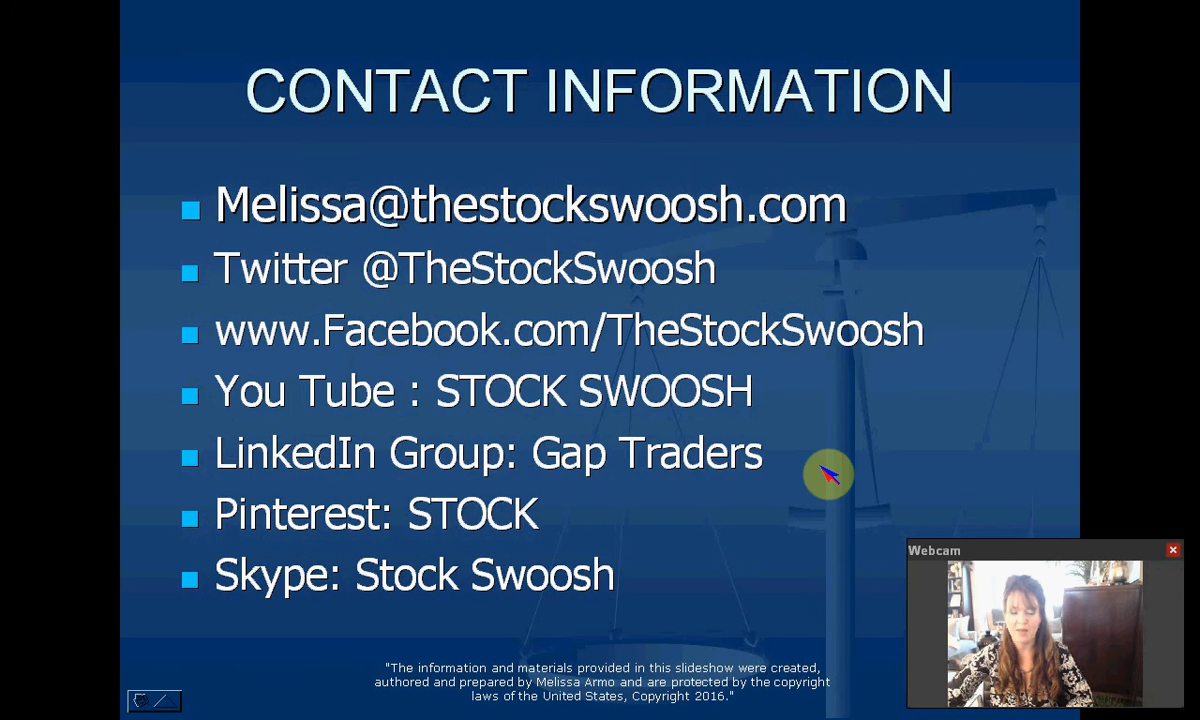 CONTACT INFORMATION
Melissa@thestockswoosh.com
Twitter @TheStockSwoosh
www.Facebook.com/TheStockSwoosh
You Tube : STOCK SWOOSH
LinkedIn Group: Gap Traders
Pinterest: STOCK
Skype: Stock Swoosh
Webcam
"The information and materials provided in this slideshow were created,
authored and prepared by Melissa Armo and are protected by the copyright
laws of the United States, Copyright 2016."